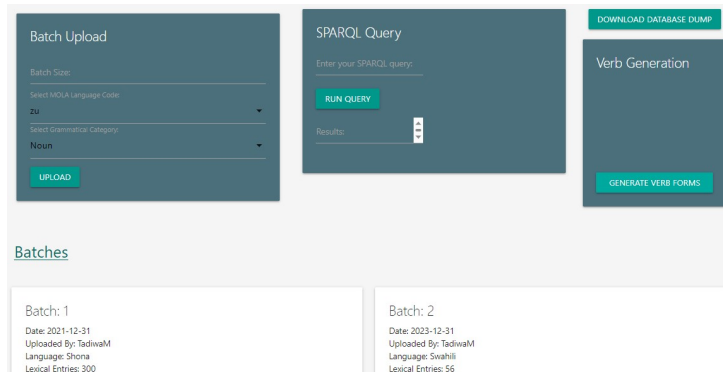 Batch Upload
Batch Size:
Select MOLA Language Code:
zu
Select Grammatical Category:
Noun
UPLOAD
SPARQL Query
Enter your SPARQL query:
RUN QUERY
Results:
DOWNLOAD DATABASE DUMP
Verb Generation
GENERATE VERB FORMS
Batches
Batch: 1
Date: 2021-12-31
Uploaded By: TadiwaM
Language: Shona
Lexical Entries: 300
Batch: 2
Date: 2023-12-31
Uploaded By: TadiwaM
Language: Swahili
Lexical Entries: 56